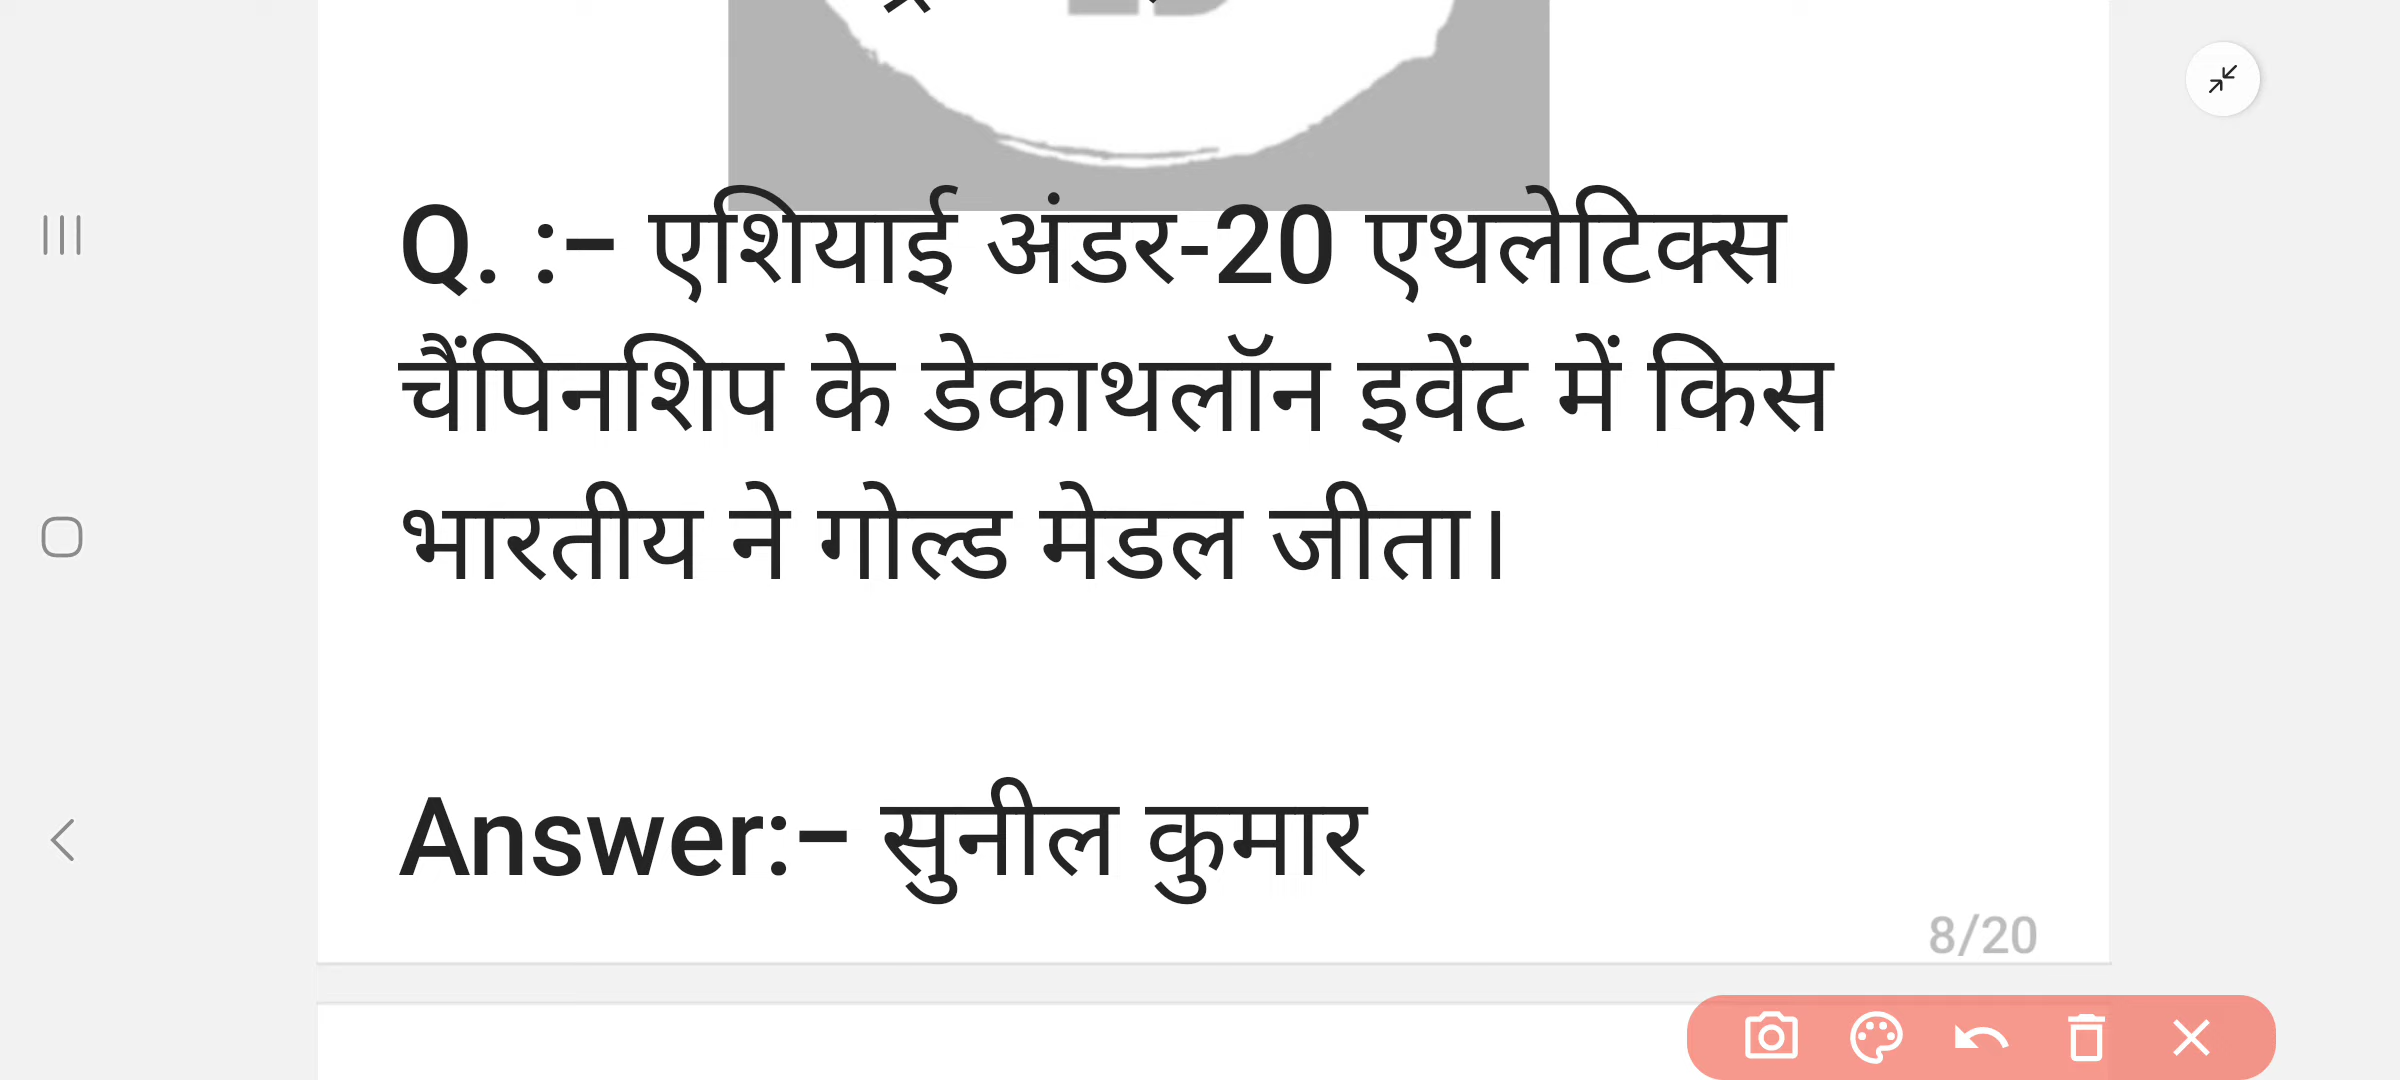 Q. :– एशियाई अंडर-20 एथलेटिक्स
चैंपिनशिप के डेकाथलॉन इवेंट में किस
भारतीय ने गोल्ड मेडल जीता।
Answer:– सुनील कुमार
8/20